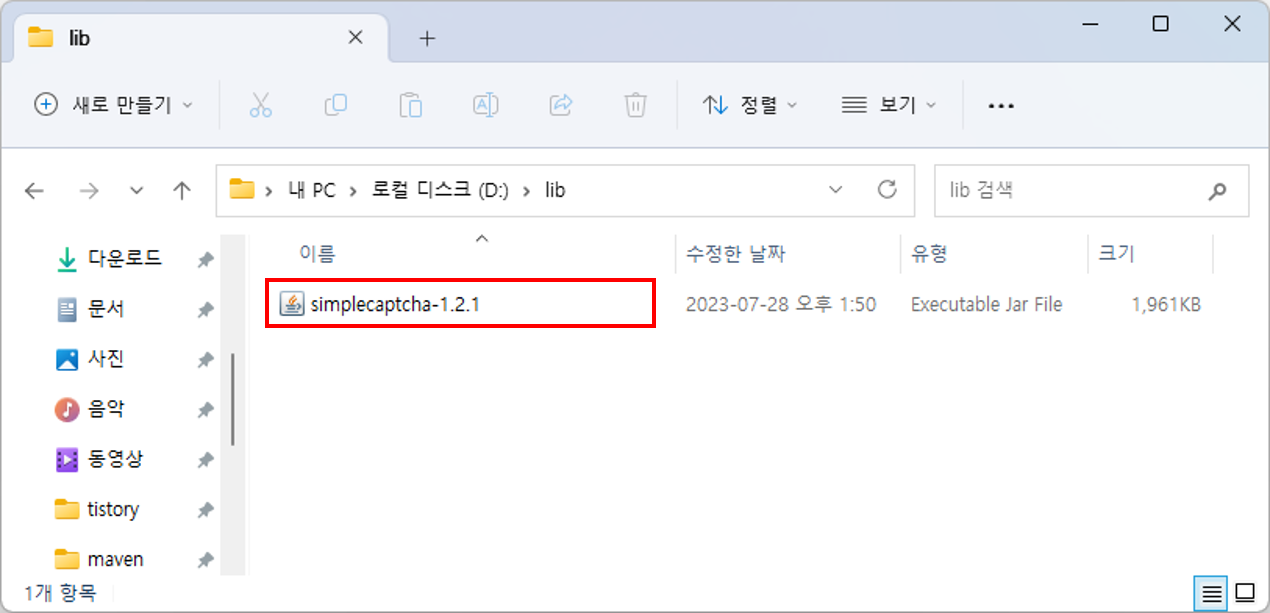 lib
새로 만들기
정렬
보기
내 PC > 로컬 디스크 (D:) > lib
lib 검색
이름 수정한 날짜 유형 크기
simplecaptcha-1.2.1 2023-07-28 오후 1:50 Executable Jar File 1,961KB
다운로드
문서
사진
음악
동영상
tistory
maven
1개 항목